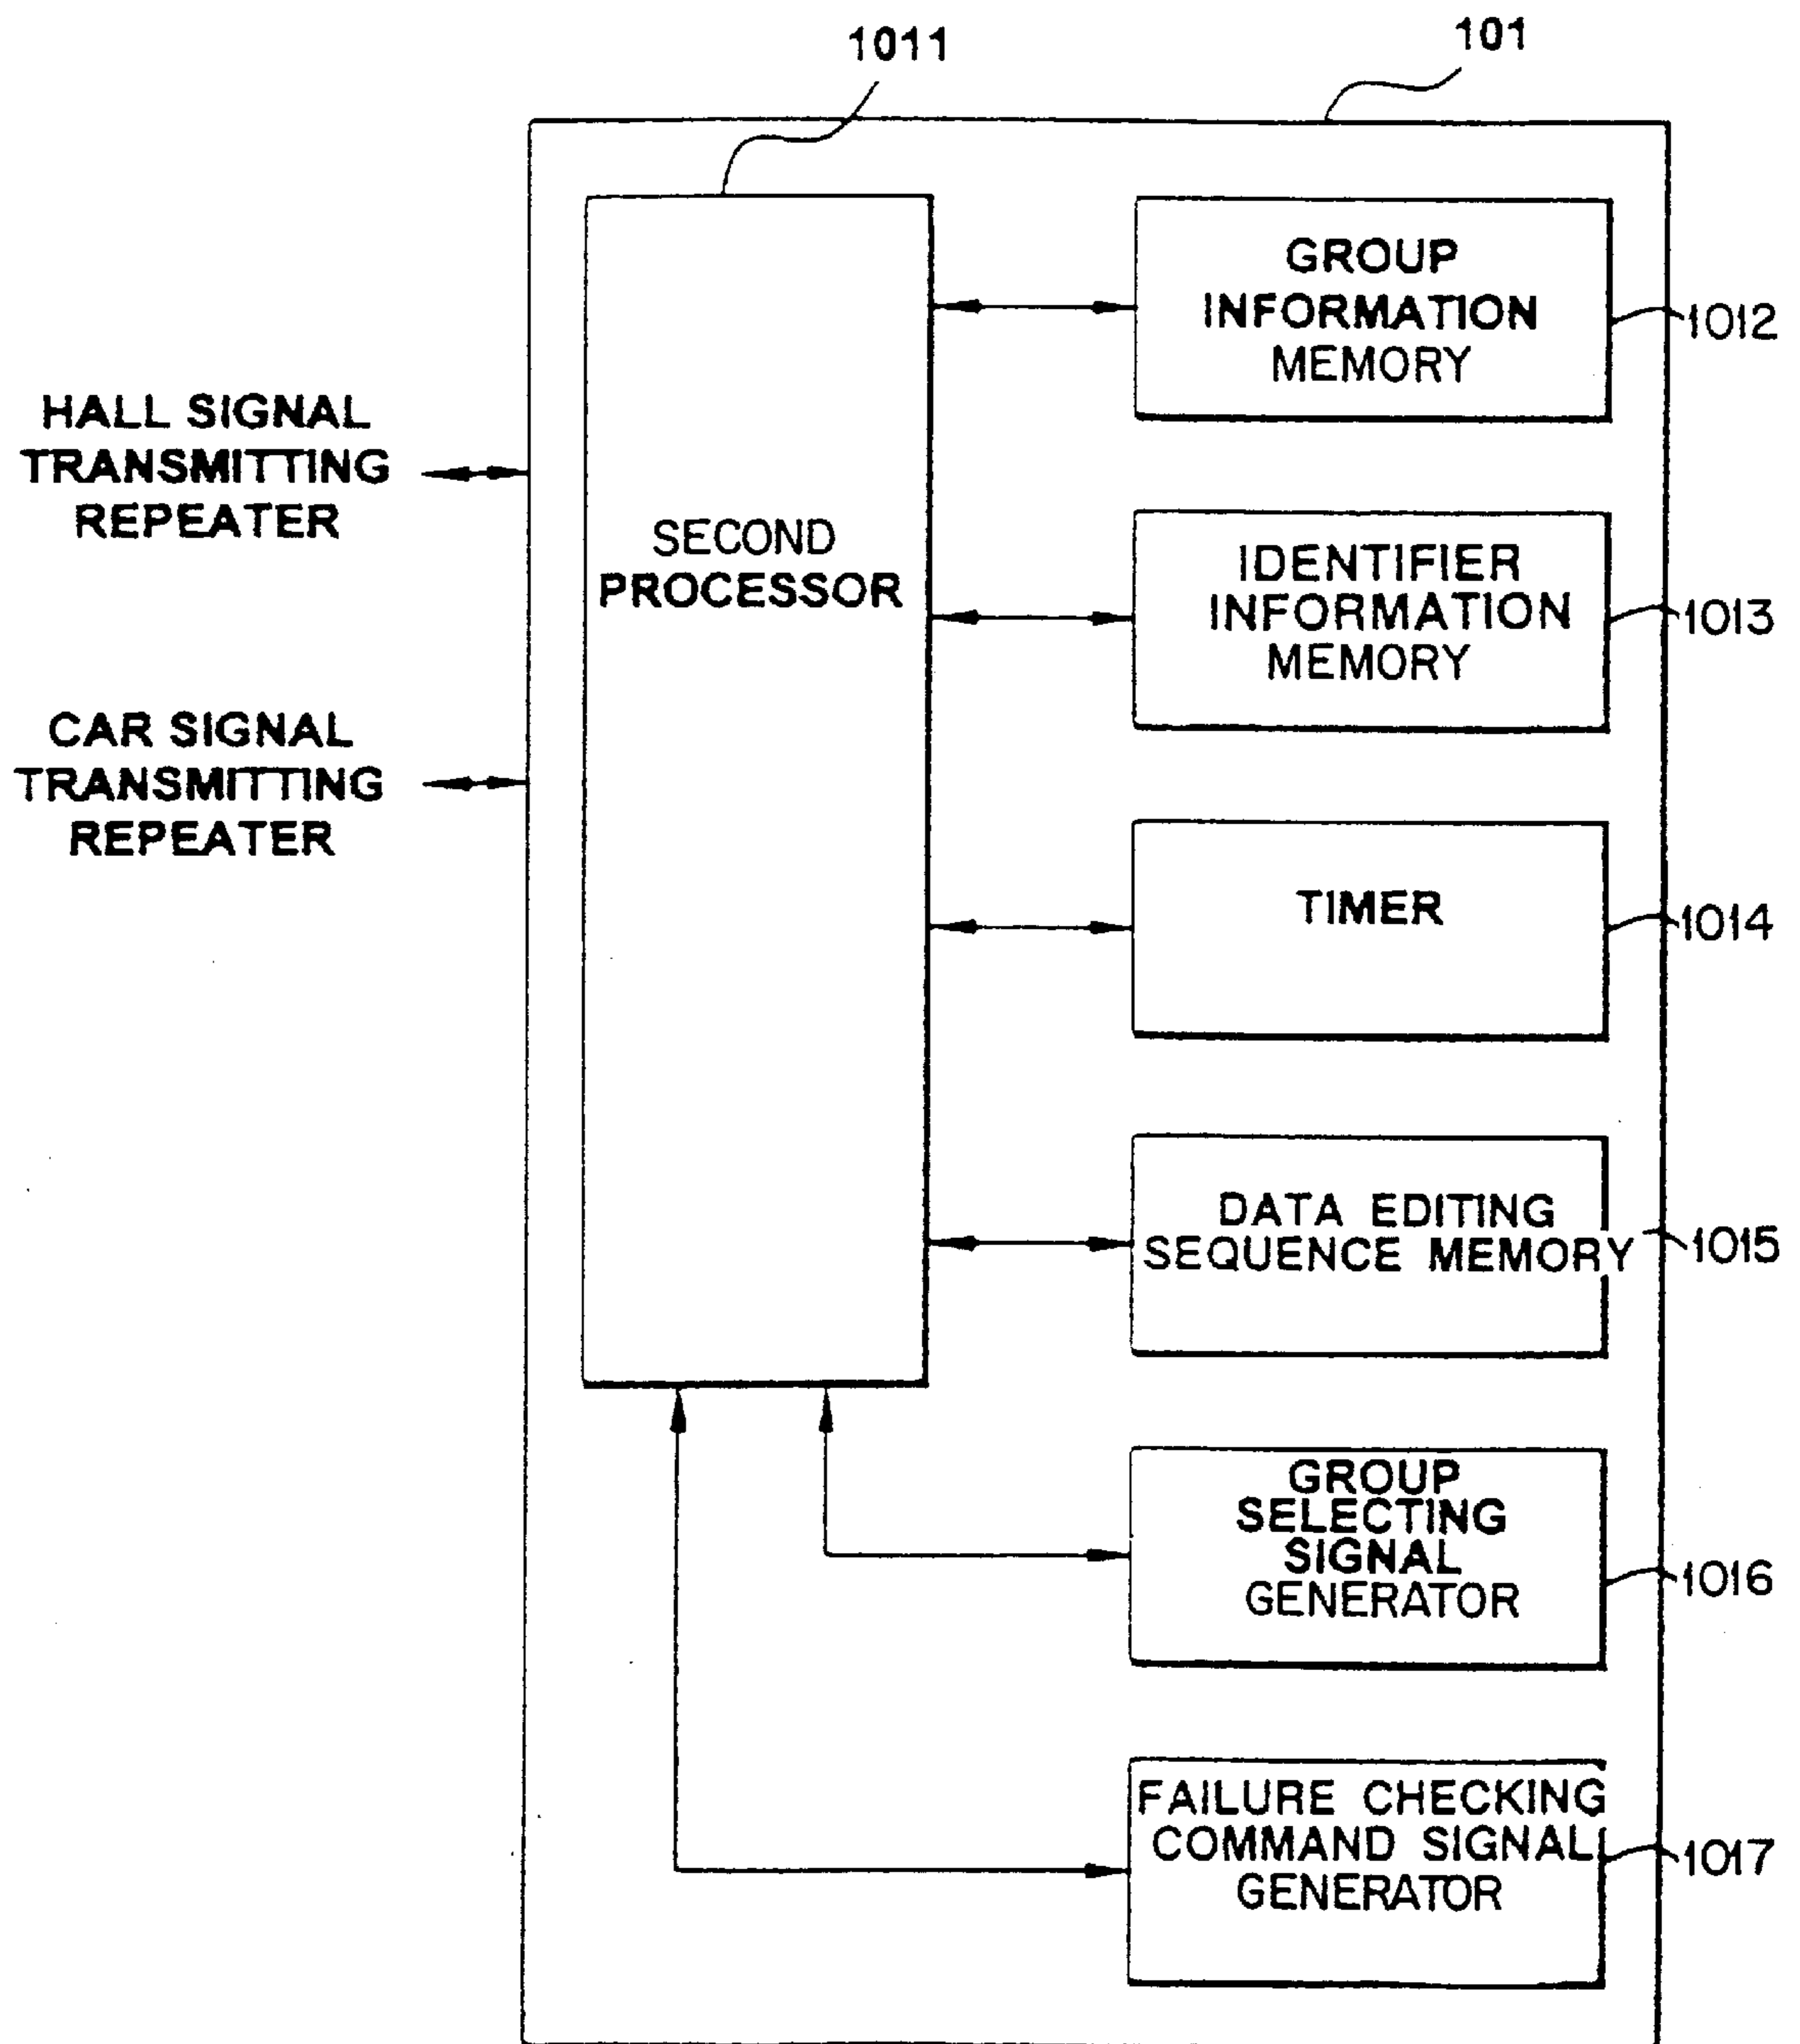 1011
101
GROUP
INFORMATION
MEMORY
1012
HALL SIGNAL
TRANSMITTING
REPEATER
SECOND
PROCESSOR
IDENTIFIER
INFORMATION
MEMORY
1013
CAR SIGNAL
TRANSMITTING
REPEATER
TIMER
1014
DATA EDITING
SEQUENCE MEMORY
1015
GROUP
SELECTING
SIGNAL
GENERATOR
1016
FAILURE CHECKING
COMMAND SIGNAL
GENERATOR
1017